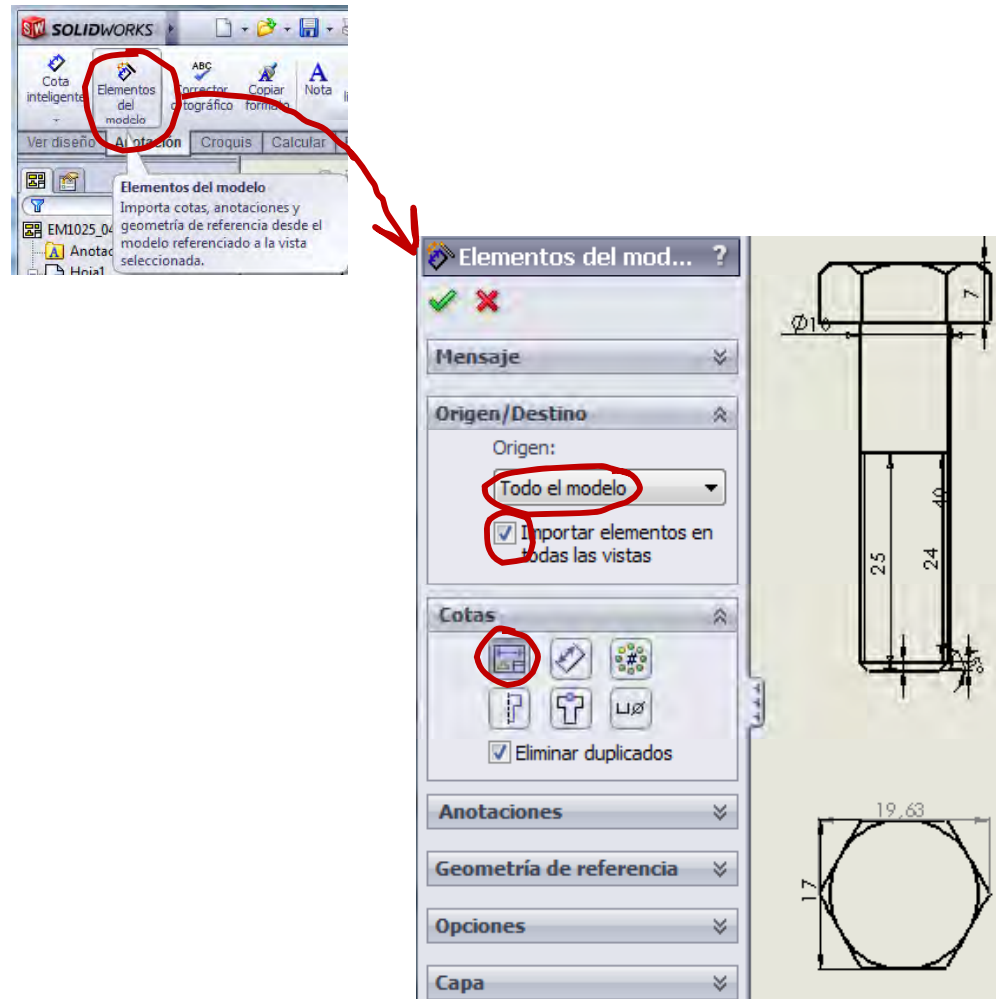 SOLIDWORKS
Cota inteligente
Elementos del modelo
ABC
Corrector ortográfico
Copiar formato
A
Nota
Ver diseño
Anotación
Croquis
Calcular
Elementos del modelo
Importa cotas, anotaciones y
geometría de referencia desde el
modelo referenciado a la vista
seleccionada.
EM1025_04
Anotac
Hoja1
Elementos del mod... ?
Mensaje
Origen/Destino
Origen:
Todo el modelo
Importar elementos en
todas las vistas
Cotas
Eliminar duplicados
Anotaciones
Geometría de referencia
Opciones
Capa
7
Ø10
40
25
24
19,63
17